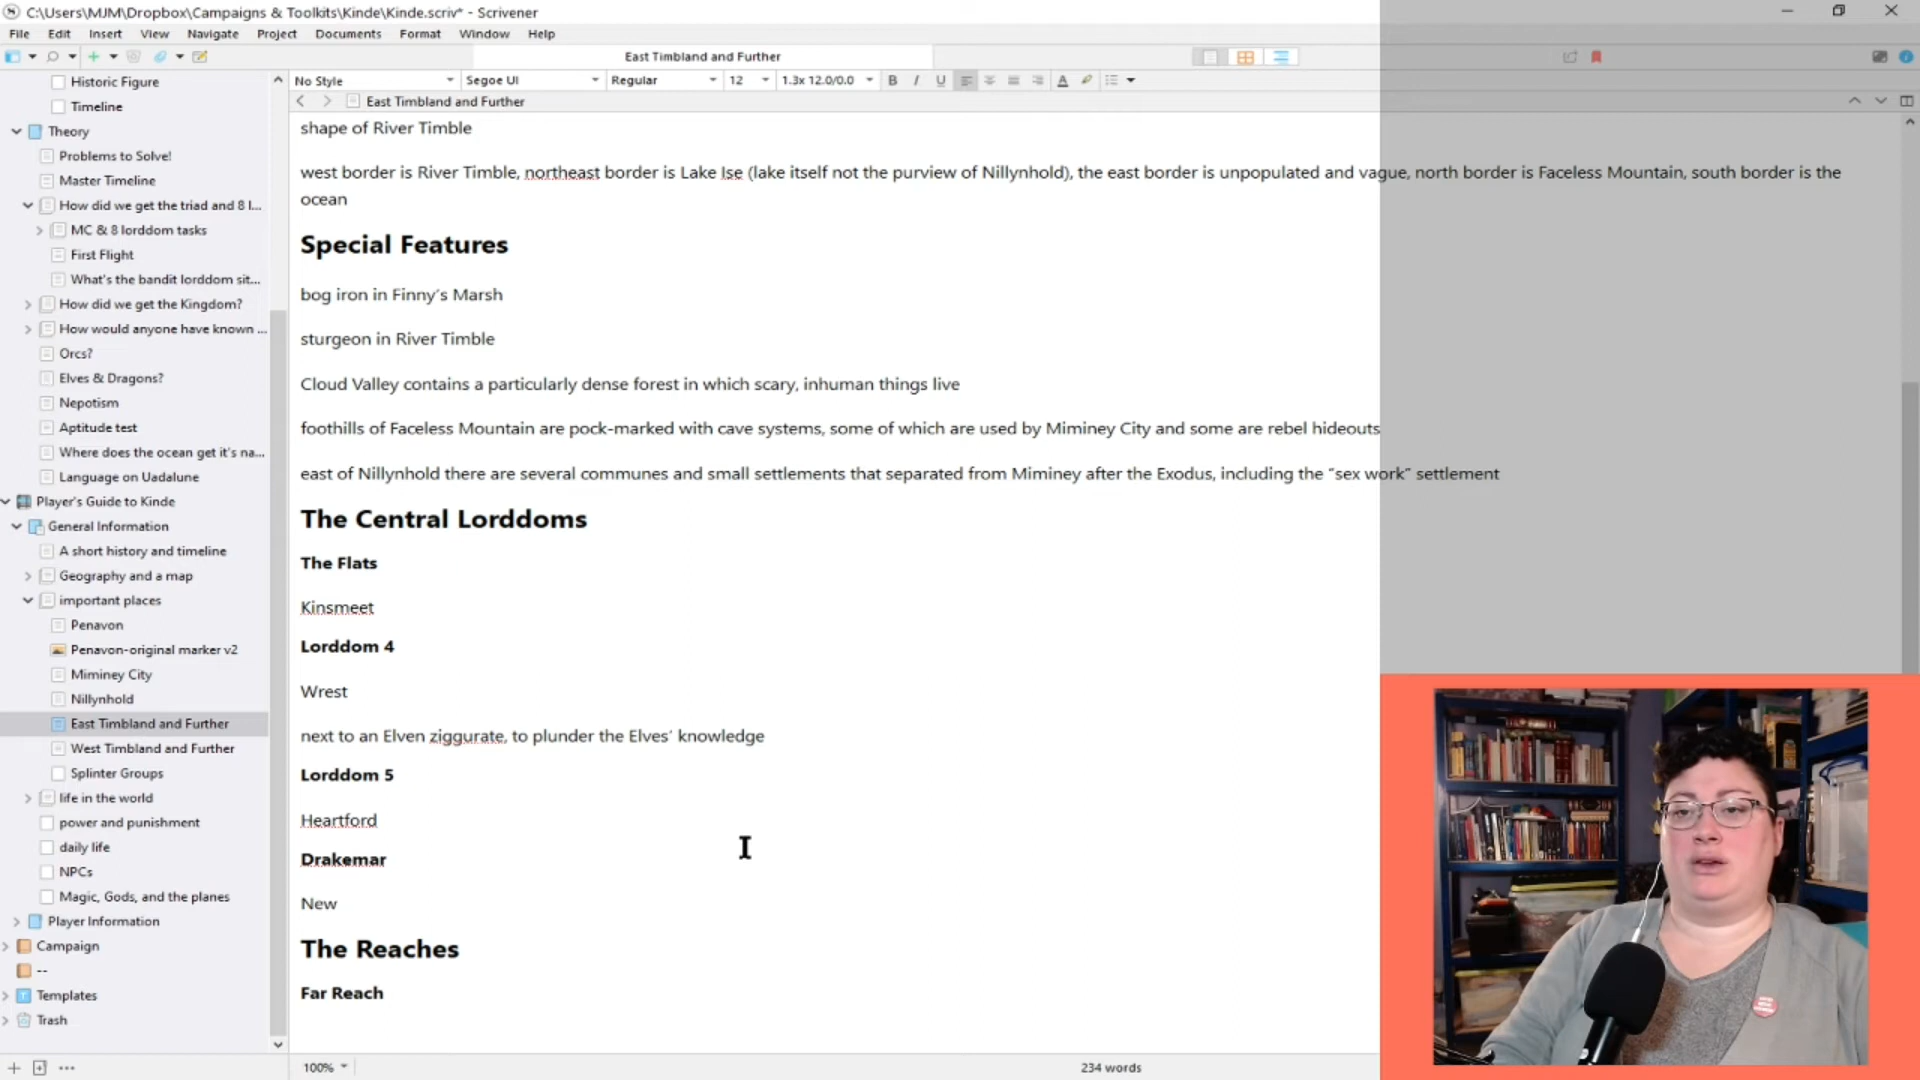 C:\Users\MJM\Dropbox\Campaigns & Toolkits\Kinde\Kinde.scriv* - Scrivener
File Edit Insert View Navigate Project Documents Format Window Help
East Timbland and Further
No Style Segoe UI Regular 12 1.3x 12.0/0.0 B I U A
East Timbland and Further
Historic Figure
Timeline
Theory
Problems to Solve!
Master Timeline
How did we get the triad and 8 l...
MC & 8 lorddom tasks
First Flight
What's the bandit lorddom sit...
How did we get the Kingdom?
How would anyone have known ...
Orcs?
Elves & Dragons?
Nepotism
Aptitude test
Where does the ocean get it's na...
Language on Uadalune
Player's Guide to Kinde
General Information
A short history and timeline
Geography and a map
important places
Penavon
Penavon-original marker v2
Miminey City
Nillynhold
East Timbland and Further
West Timbland and Further
Splinter Groups
life in the world
power and punishment
daily life
NPCs
Magic, Gods, and the planes
Player Information
Campaign
--
Templates
Trash
shape of River Timble
west border is River Timble, northeast border is Lake Ise (lake itself not the purview of Nillynhold), the east border is unpopulated and vague, north border is Faceless Mountain, south border is the
ocean
Special Features
bog iron in Finny's Marsh
sturgeon in River Timble
Cloud Valley contains a particularly dense forest in which scary, inhuman things live
foothills of Faceless Mountain are pock-marked with cave systems, some of which are used by Miminey City and some are rebel hideouts
east of Nillynhold there are several communes and small settlements that separated from Miminey after the Exodus, including the "sex work" settlement
The Central Lorddoms
The Flats
Kinsmeet
Lorddom 4
Wrest
next to an Elven ziggurate, to plunder the Elves' knowledge
Lorddom 5
Heartford
Drakemar
New
The Reaches
Far Reach
100%
234 words